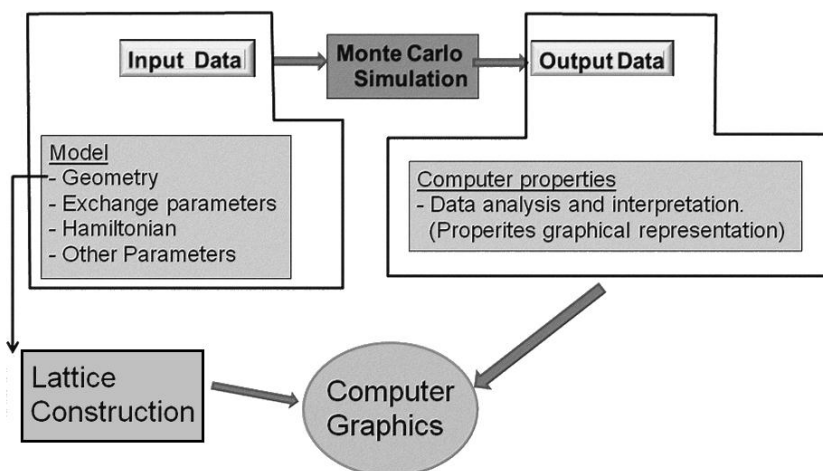 Input Data
Monte Carlo
Simulation
Output Data
Model
- Geometry
- Exchange parameters
- Hamiltonian
- Other Parameters
Computer properties
- Data analysis and interpretation.
(Properites graphical representation)
Lattice
Construction
Computer
Graphics